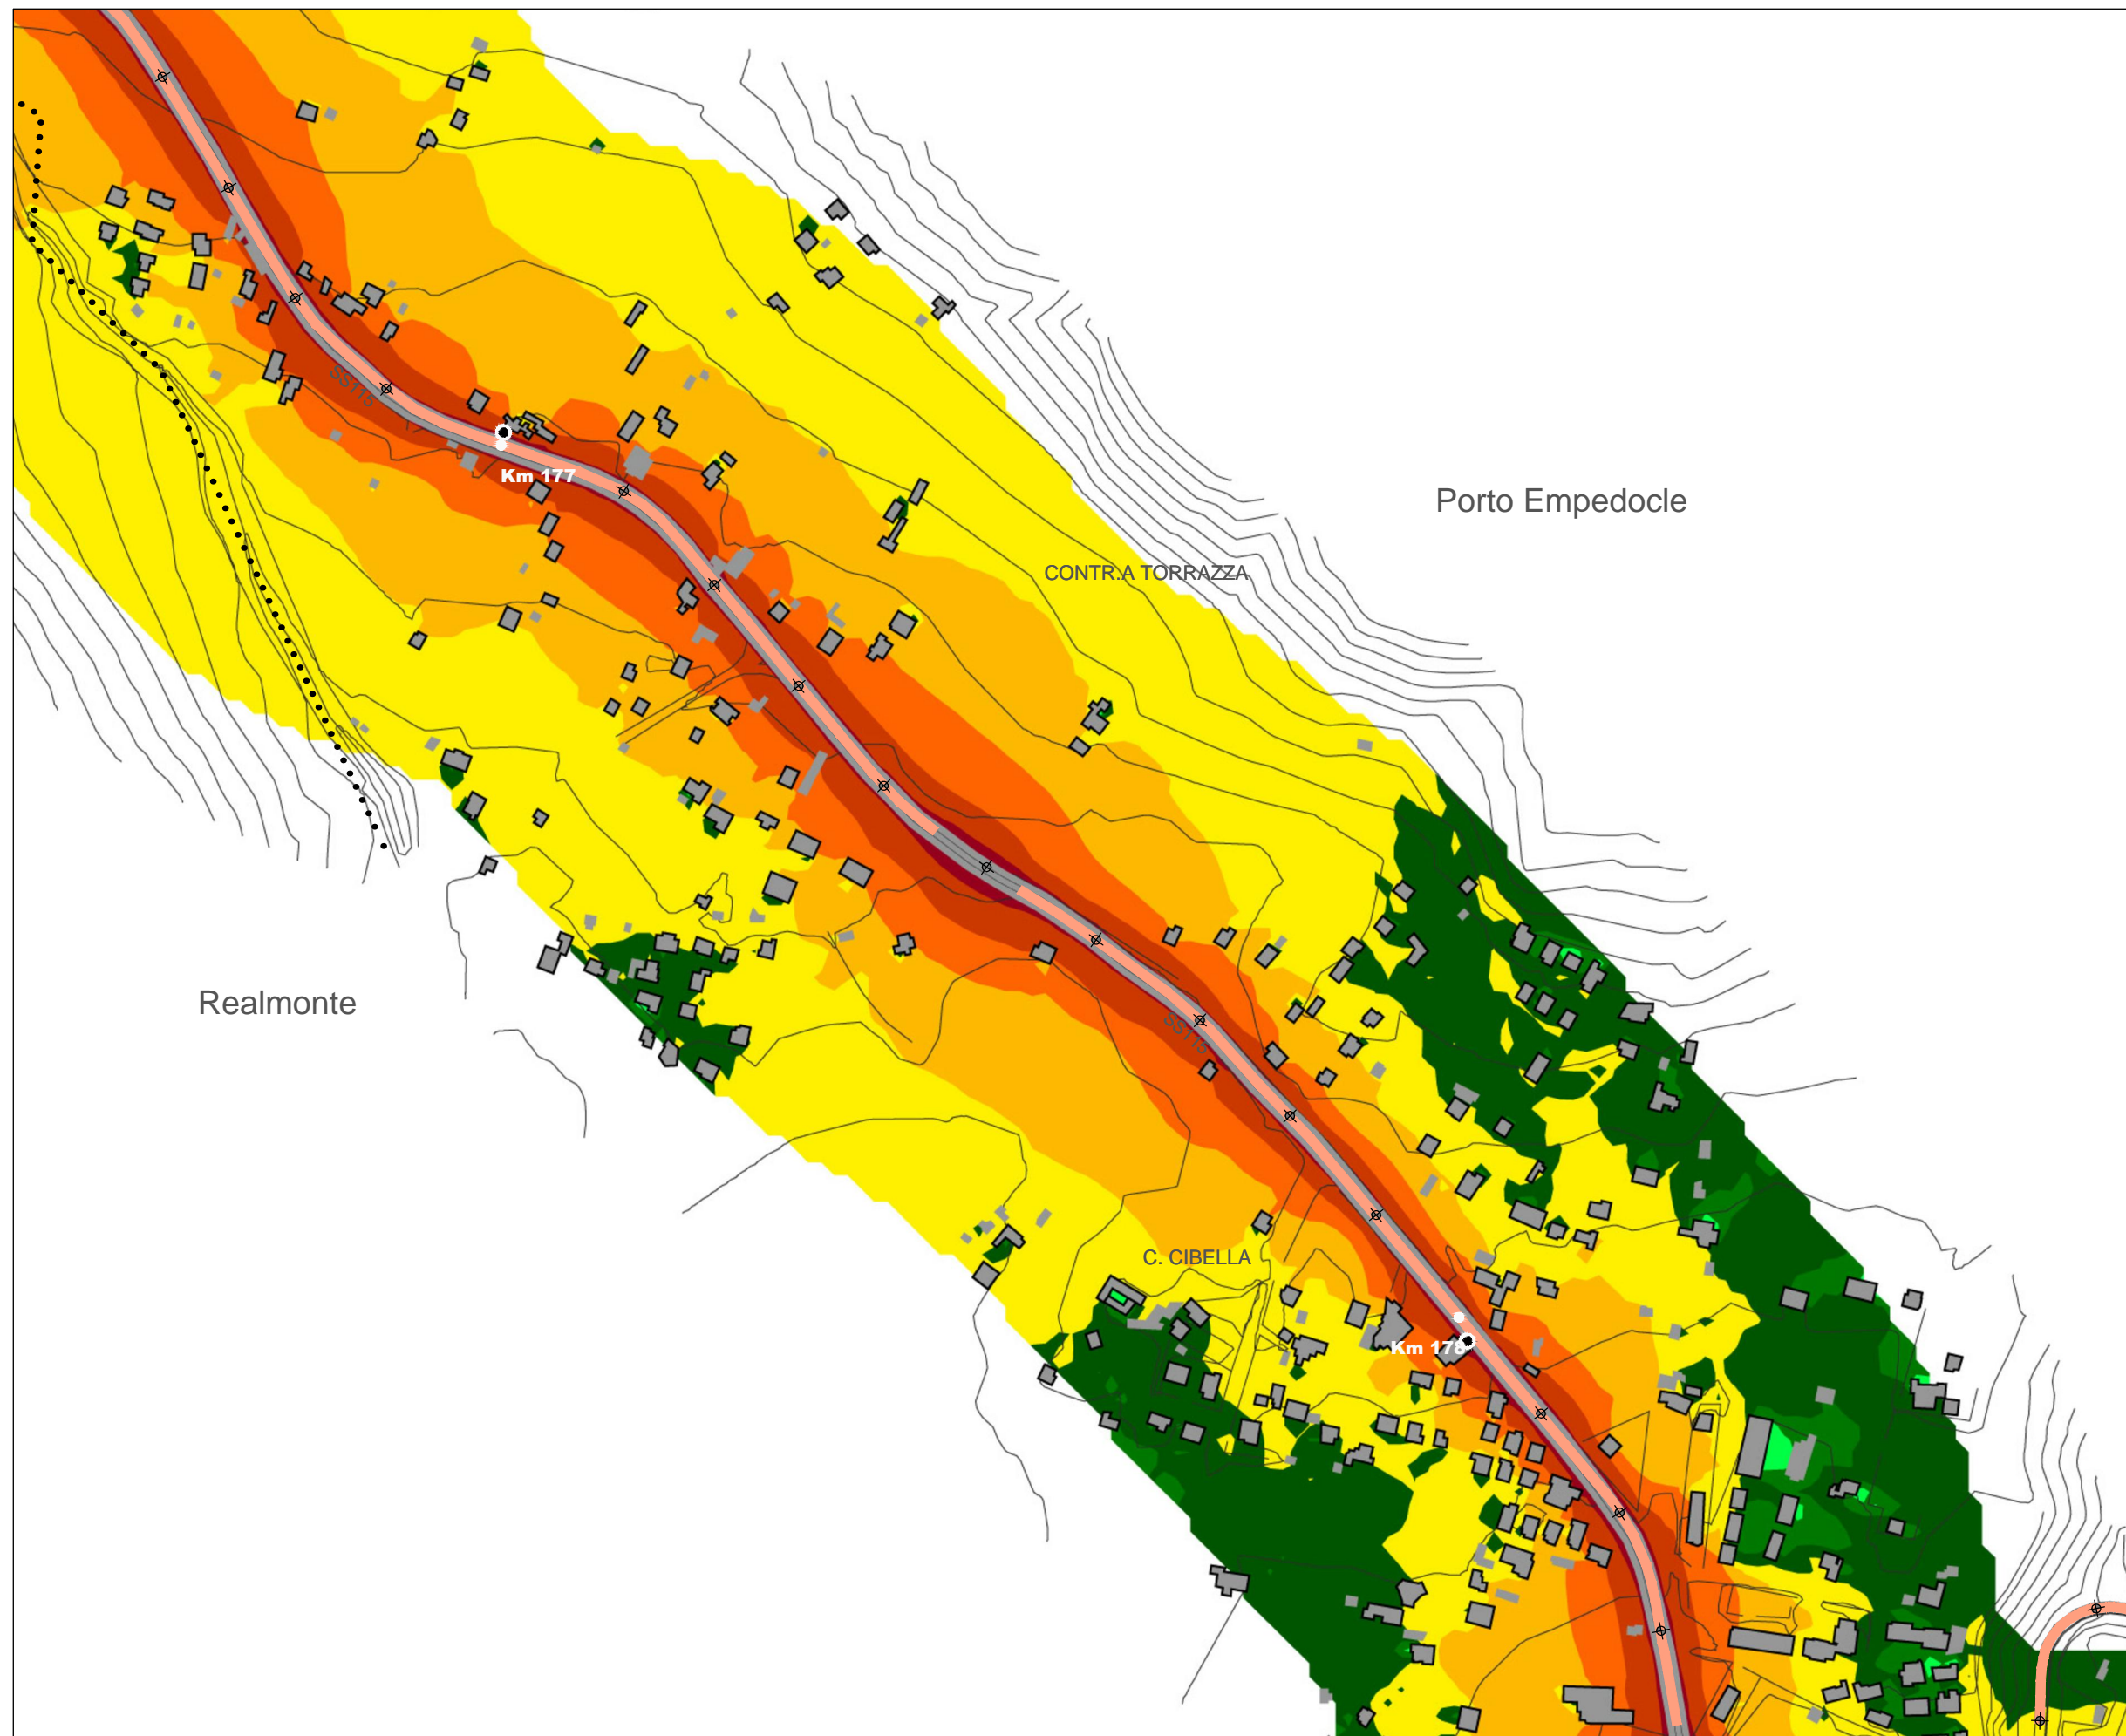 SS115
Km 177
Porto Empedocle
CONTR.A TORRAZZA
Realmonte
SS115
C. CIBELLA
Km 178